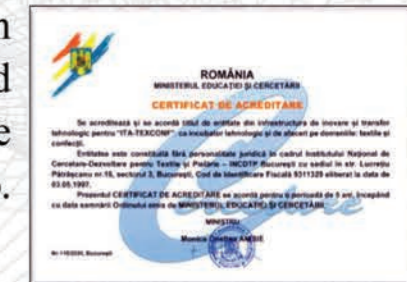 n
d
e
).
ROMÂNIA
MINISTERUL EDUCAȚIEI ȘI CERCETĂRII
CERTIFICAT DE ACREDITARE
Se acreditează și se acordă titlul de entitate din infrastructura de inovare și transfer
tehnologic pentru "ITA-TEXCONF" ca incubator tehnologic și de afaceri pe domeniile: textile și
confecții.
Entitatea este constituită fără personalitate juridică în cadrul Institutului Național de
Cercetare-Dezvoltare pentru Textile și Pielărie - INCDTP București cu sediul în str. Lucrețiu
Pătrășcanu nr.16, sectorul 3, București, Cod de Identificare Fiscală 9311329 eliberat la data de
03.05.1997.
Prezentul CERTIFICAT DE ACREDITARE se acordă pentru o perioadă de 5 ani, începând
cu data semnării Ordinului emis de MINISTERUL EDUCAȚIEI ȘI CERCETĂRII.
MINISTRU
Monica Cristina ANISIE
București